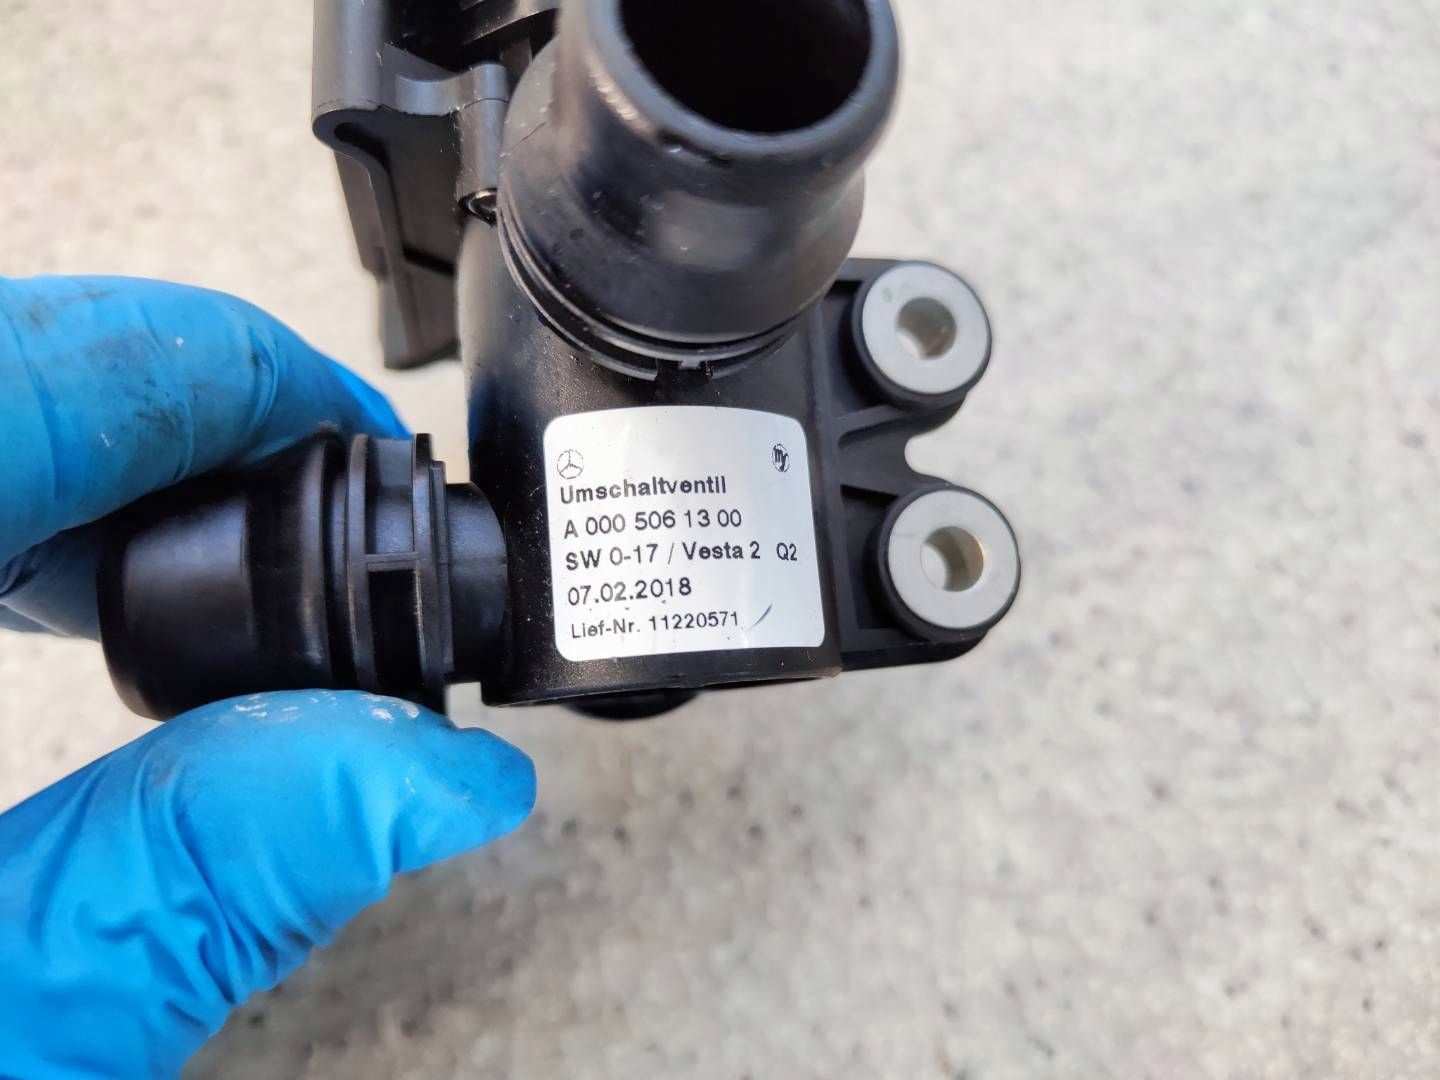 Umschaltventil
A 000 506 13 00
SW 0-17 / Vesta 2 Q2
07.02.2018
Lief-Nr. 11220571